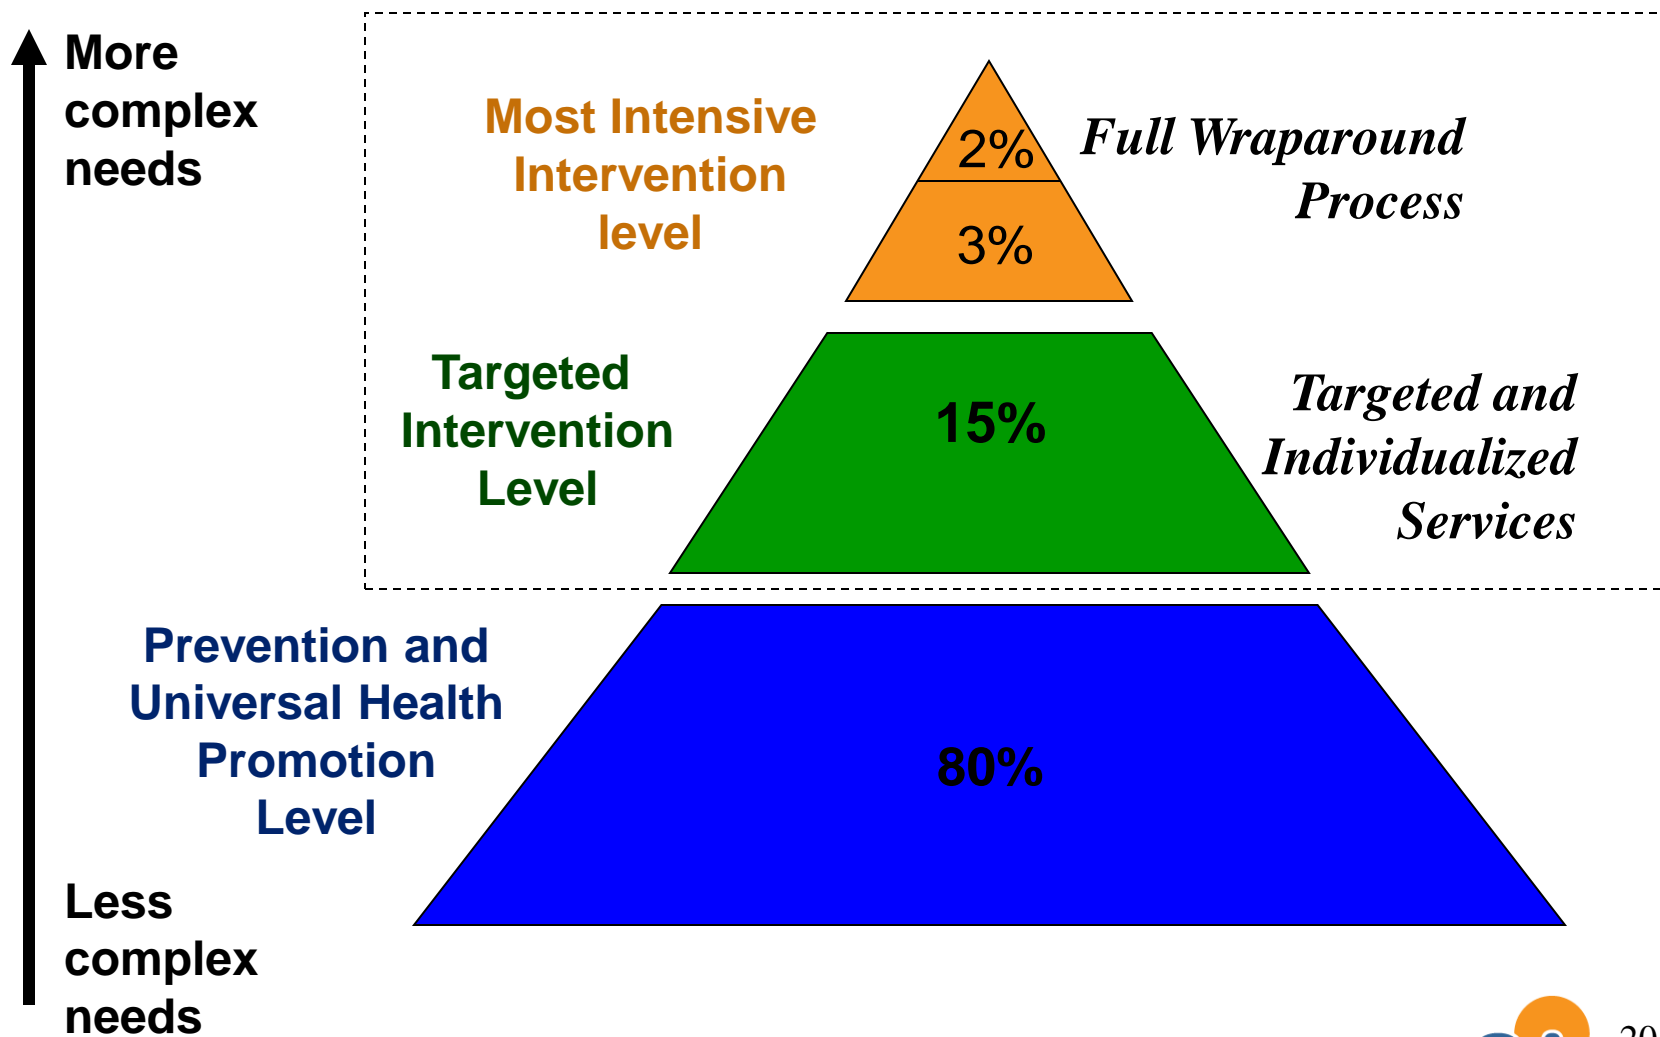 More
complex
needs
Most Intensive
Intervention
level
2%
3%
Full Wraparound
Process
Targeted
Intervention
Level
15%
Targeted and
Individualized
Services
Prevention and
Universal Health
Promotion
Level
80%
Less
complex
needs